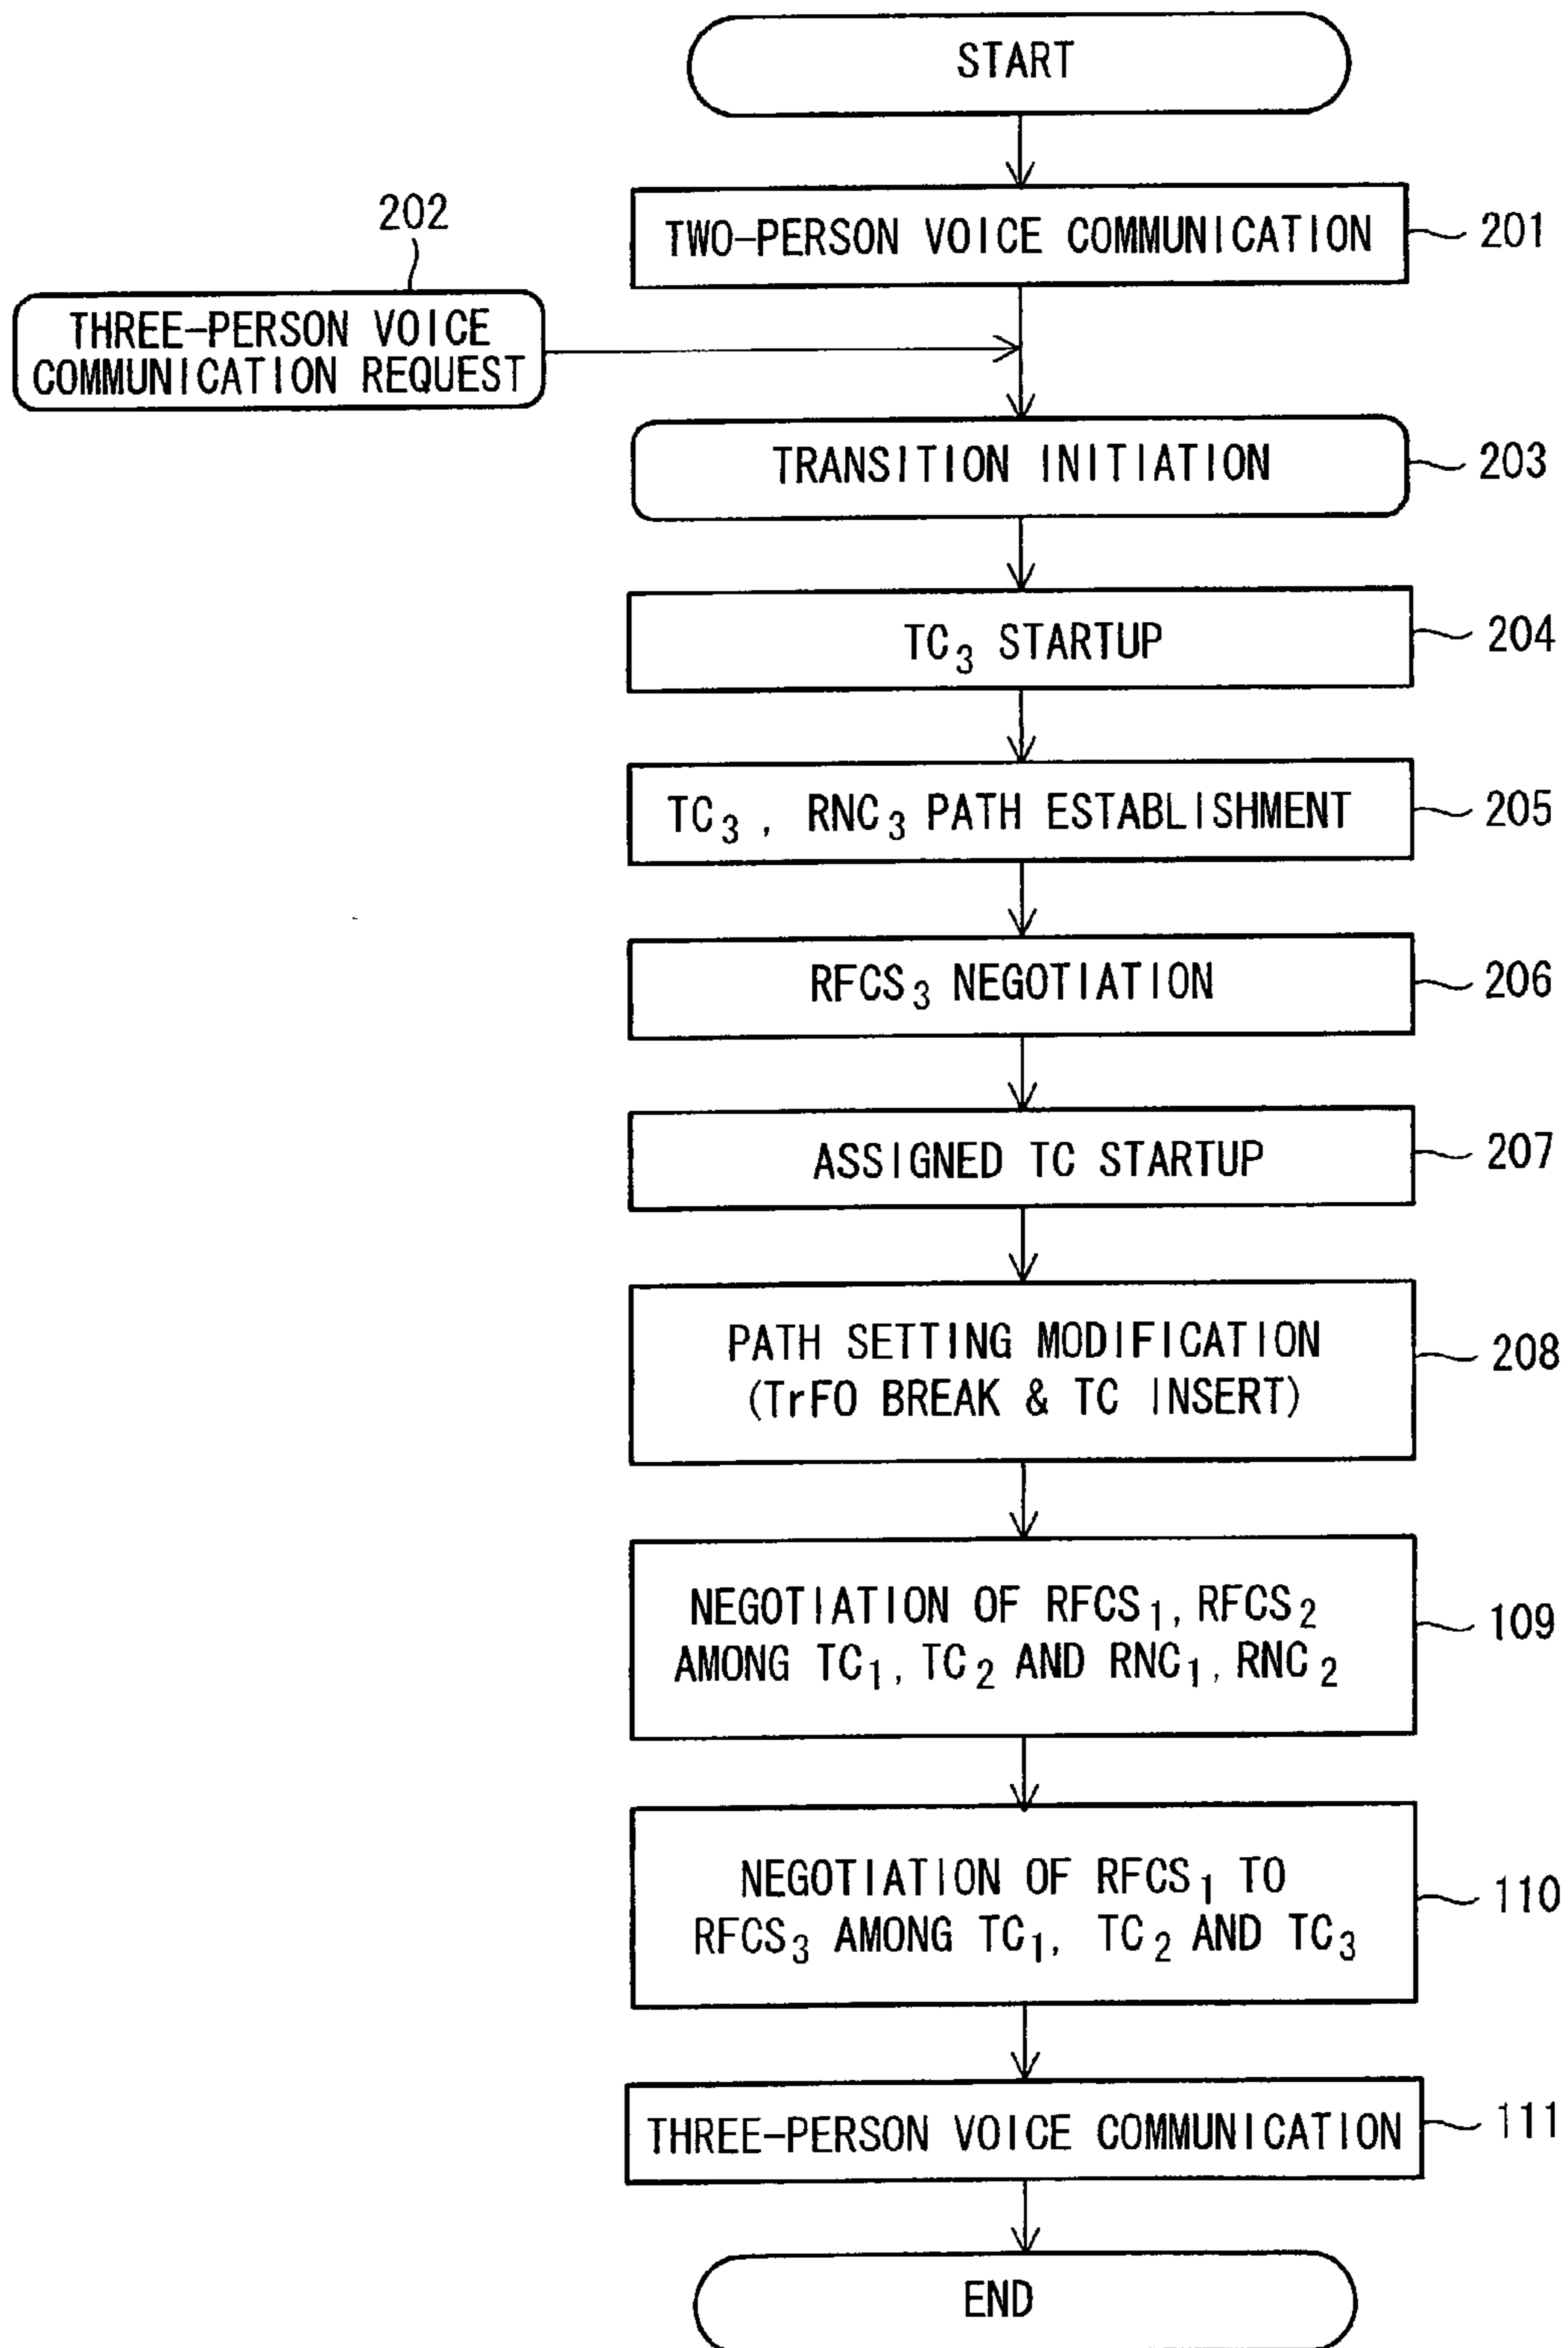 START
TWO-PERSON VOICE COMMUNICATION
201
202
THREE-PERSON VOICE
COMMUNICATION REQUEST
TRANSITION INITIATION
203
TC₃ STARTUP
204
TC₃, RNC₃ PATH ESTABLISHMENT
205
RFCS₃ NEGOTIATION
206
ASSIGNED TC STARTUP
207
PATH SETTING MODIFICATION
(TrFO BREAK & TC INSERT)
208
NEGOTIATION OF RFCS₁, RFCS₂
AMONG TC₁, TC₂ AND RNC₁, RNC₂
109
NEGOTIATION OF RFCS₁ TO
RFCS₃ AMONG TC₁, TC₂ AND TC₃
110
THREE-PERSON VOICE COMMUNICATION
111
END